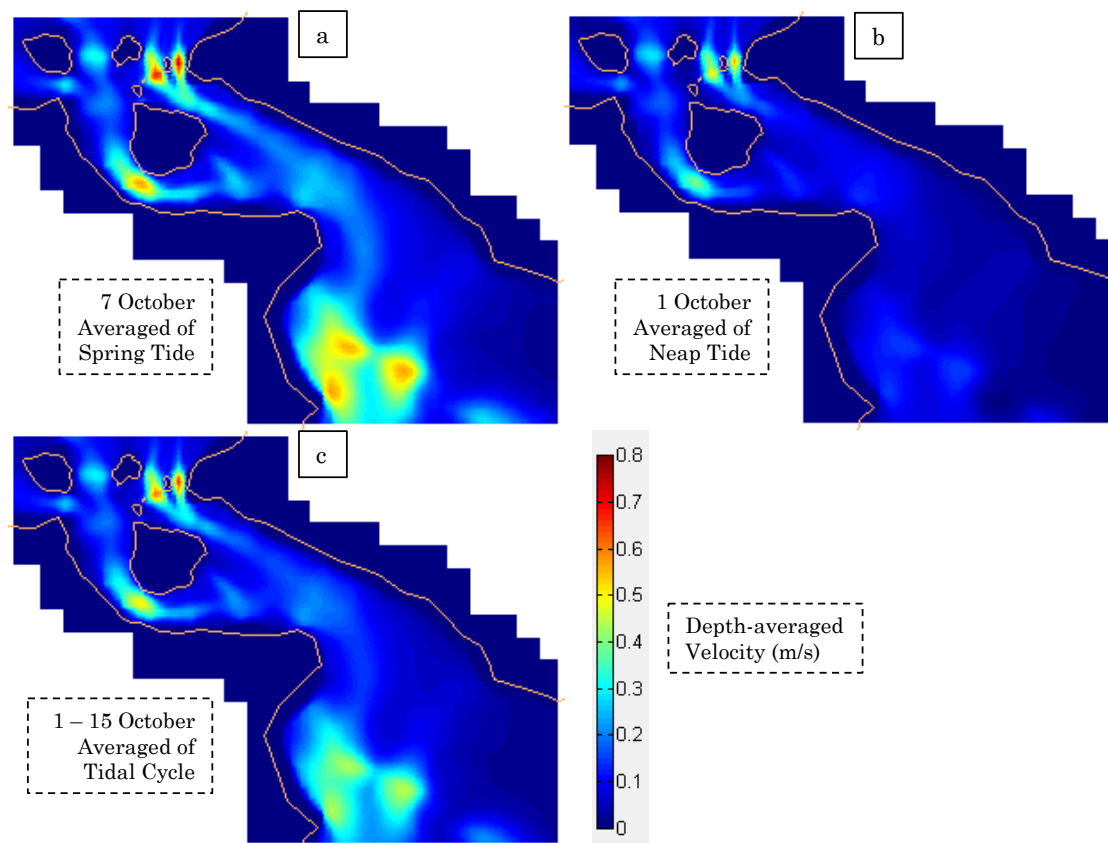 a
b
7 October
Averaged of
Spring Tide
1 October
Averaged of
Neap Tide
c
0.8
0.7
0.6
0.5
0.4
0.3
0.2
0.1
0
Depth-averaged
Velocity (m/s)
1 – 15 October
Averaged of
Tidal Cycle